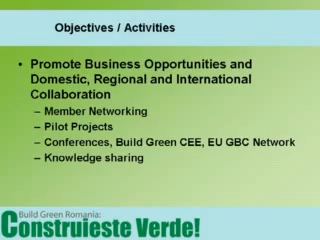 Objectives / Activities
• Promote Business Opportunities and
Domestic, Regional and International
Collaboration
– Member Networking
– Pilot Projects
– Conferences, Build Green CEE, EU GBC Network
– Knowledge sharing
Build Green Romania:
Construieste Verde!